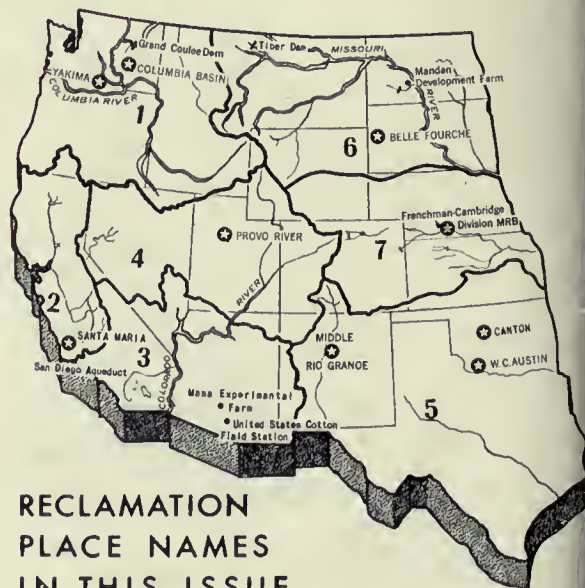 Grand Coulee Dam
Tiber Dam
MISSOURI
RIVER
YAKIMA
COLUMBIA BASIN
COLUMBIA RIVER
Mandan
Development Farm
1
6
BELLE FOURCHE
Frenchman-Cambridge
Division MRB
PROVO RIVER
4
7
RIVER
COLORADO
2
SANTA MARIA
3
San Diego Aqueduct
MIDDLE
RIO GRANDE
CANTON
W.C. AUSTIN
5
Mesa Experimental
Farm
United States Cotton
Field Station
RECLAMATION
PLACE NAMES
IN THIS ISSUE